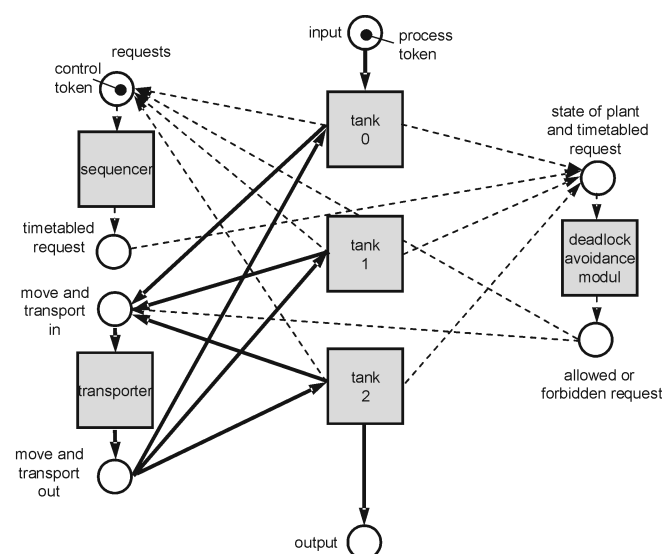 input
process
token
requests
control
token
tank
0
state of plant
and timetabled
request
sequencer
timetabled
request
tank
1
deadlock
avoidance
modul
move and
transport
in
transporter
tank
2
allowed or
forbidden request
move and
transport
out
output